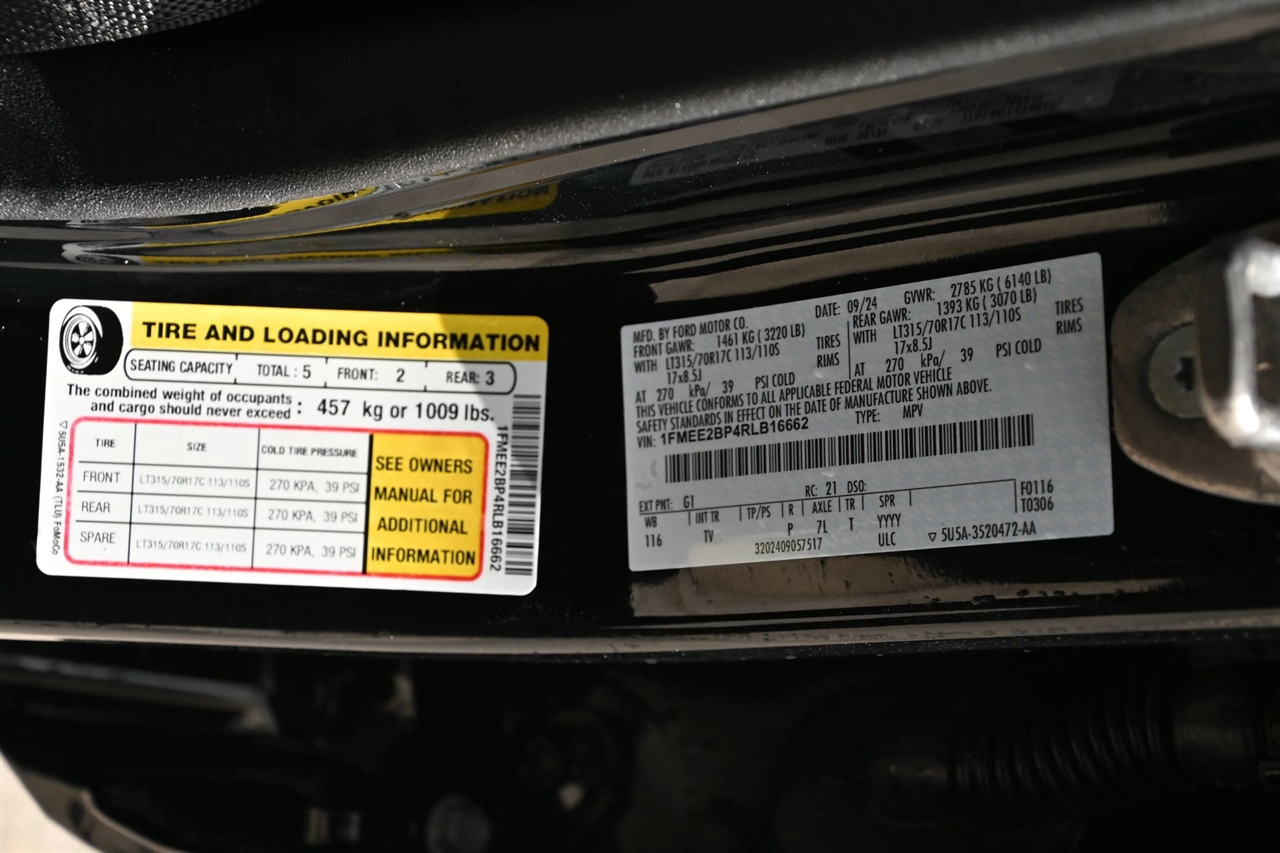 TIRE AND LOADING INFORMATION
SEATING CAPACITY TOTAL : 5 FRONT: 2 REAR: 3
The combined weight of occupants
and cargo should never exceed : 457 kg or 1009 lbs.
TIRE SIZE COLD TIRE PRESSURE
FRONT LT315/70R17C 113/110S 270 KPA, 39 PSI
REAR LT315/70R17C 113/110S 270 KPA, 39 PSI
SPARE LT315/70R17C 113/110S 270 KPA, 39 PSI
SEE OWNERS
MANUAL FOR
ADDITIONAL
INFORMATION
▽ 5U5A-1532-AA (TLU) FoMoCo
1FMEE2BP4RLB16662
MFD. BY FORD MOTOR CO. DATE: 09/24 GVWR: 2785 KG ( 6140 LB)
FRONT GAWR: 1461 KG ( 3220 LB) REAR GAWR: 1393 KG ( 3070 LB)
WITH LT315/70R17C 113/110S TIRES WITH LT315/70R17C 113/110S TIRES
17x8.5J RIMS 17x8.5J RIMS
AT 270 kPa/ 39 PSI COLD AT 270 kPa/ 39 PSI COLD
THIS VEHICLE CONFORMS TO ALL APPLICABLE FEDERAL MOTOR VEHICLE
SAFETY STANDARDS IN EFFECT ON THE DATE OF MANUFACTURE SHOWN ABOVE.
VIN: 1FMEE2BP4RLB16662 TYPE: MPV
EXT PNT: G1 RC: 21 DSO: F0116
WB INT TR TP/PS R AXLE TR SPR T0306
116 TV P 7L T YYYY
ULC
3202409057517 ▽ 5U5A-3520472-AA